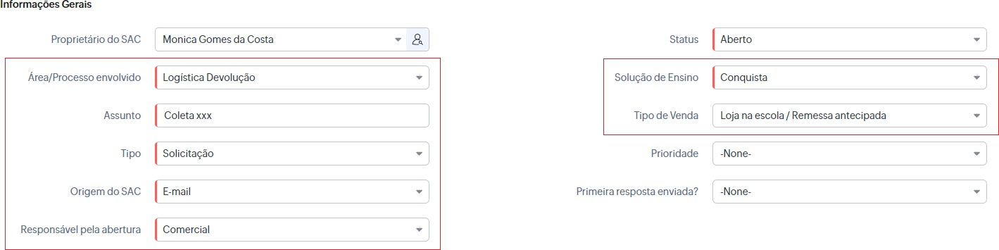 Informações Gerais
Proprietário do SAC Monica Gomes da Costa
Status Aberto
Área/Processo envolvido Logística Devolução
Solução de Ensino Conquista
Assunto Coleta xxx
Tipo de Venda Loja na escola / Remessa antecipada
Tipo Solicitação
Prioridade -None-
Origem do SAC E-mail
Primeira resposta enviada? -None-
Responsável pela abertura Comercial